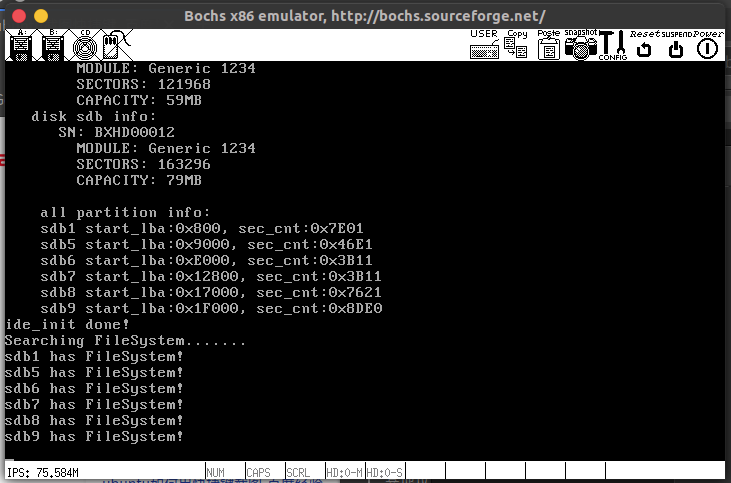 Bochs x86 emulator, http://bochs.sourceforge.net/
A: B: CD USER Copy Paste Snapshot CONFIG Reset SUSPEND Power
MODULE: Generic 1234
SECTORS: 121968
CAPACITY: 59MB
disk sdb info:
SN: BXHD00012
MODULE: Generic 1234
SECTORS: 163296
CAPACITY: 79MB
all partition info:
sdb1 start_lba:0x800, sec_cnt:0x7E01
sdb5 start_lba:0x9000, sec_cnt:0x46E1
sdb6 start_lba:0xE000, sec_cnt:0x3B11
sdb7 start_lba:0x12800, sec_cnt:0x3B11
sdb8 start_lba:0x17000, sec_cnt:0x7621
sdb9 start_lba:0x1F000, sec_cnt:0x8DE0
ide_init done!
Searching FileSystem.......
sdb1 has FileSystem!
sdb5 has FileSystem!
sdb6 has FileSystem!
sdb7 has FileSystem!
sdb8 has FileSystem!
sdb9 has FileSystem!
IPS: 75.584M NUM CAPS SCRL HD:0-M HD:0-S